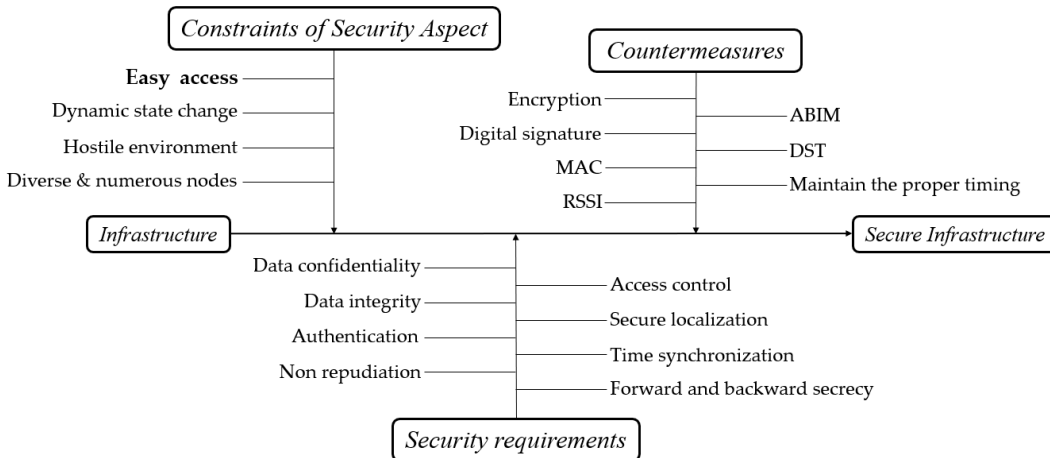 Constraints of Security Aspect
Easy access
Dynamic state change
Hostile environment
Diverse & numerous nodes
Countermeasures
Encryption
Digital signature
MAC
RSSI
ABIM
DST
Maintain the proper timing
Infrastructure
Secure Infrastructure
Data confidentiality
Data integrity
Authentication
Non repudiation
Access control
Secure localization
Time synchronization
Forward and backward secrecy
Security requirements